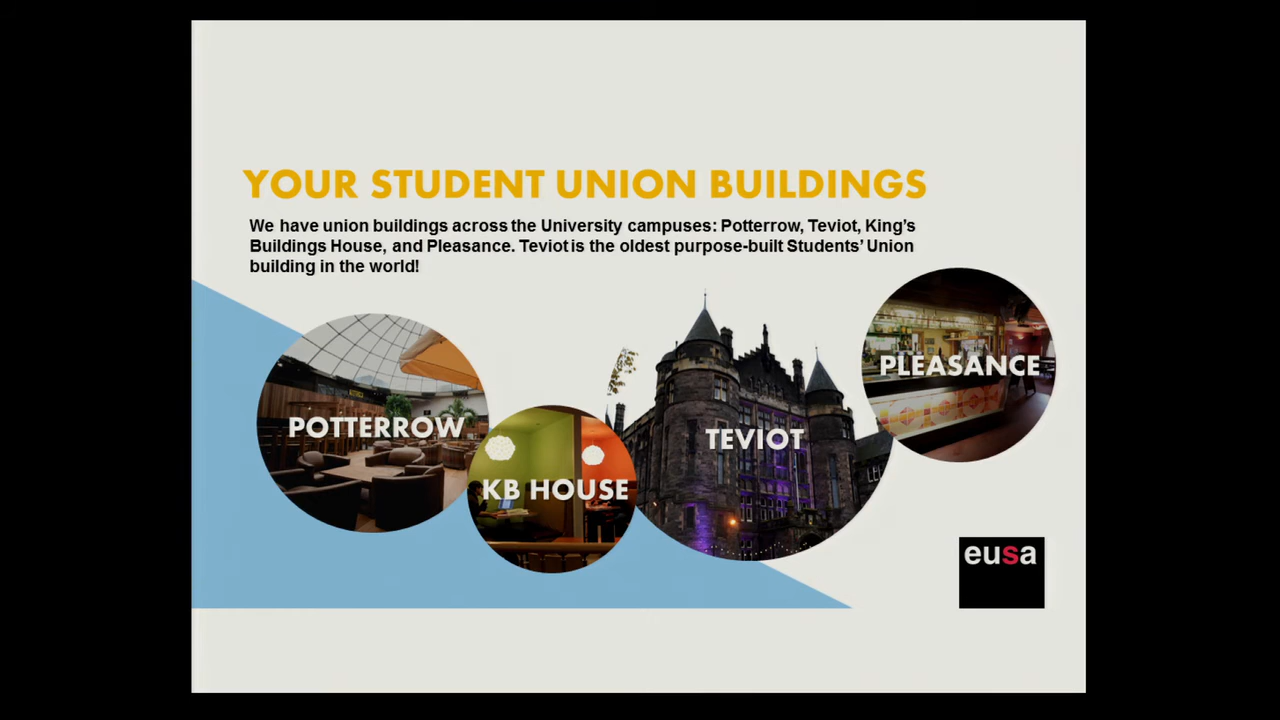 YOUR STUDENT UNION BUILDINGS
We have union buildings across the University campuses: Potterrow, Teviot, King's
Buildings House, and Pleasance. Teviot is the oldest purpose-built Students' Union
building in the world!
PLEASANCE
POTTERROW
TEVIOT
KB HOUSE
eusa